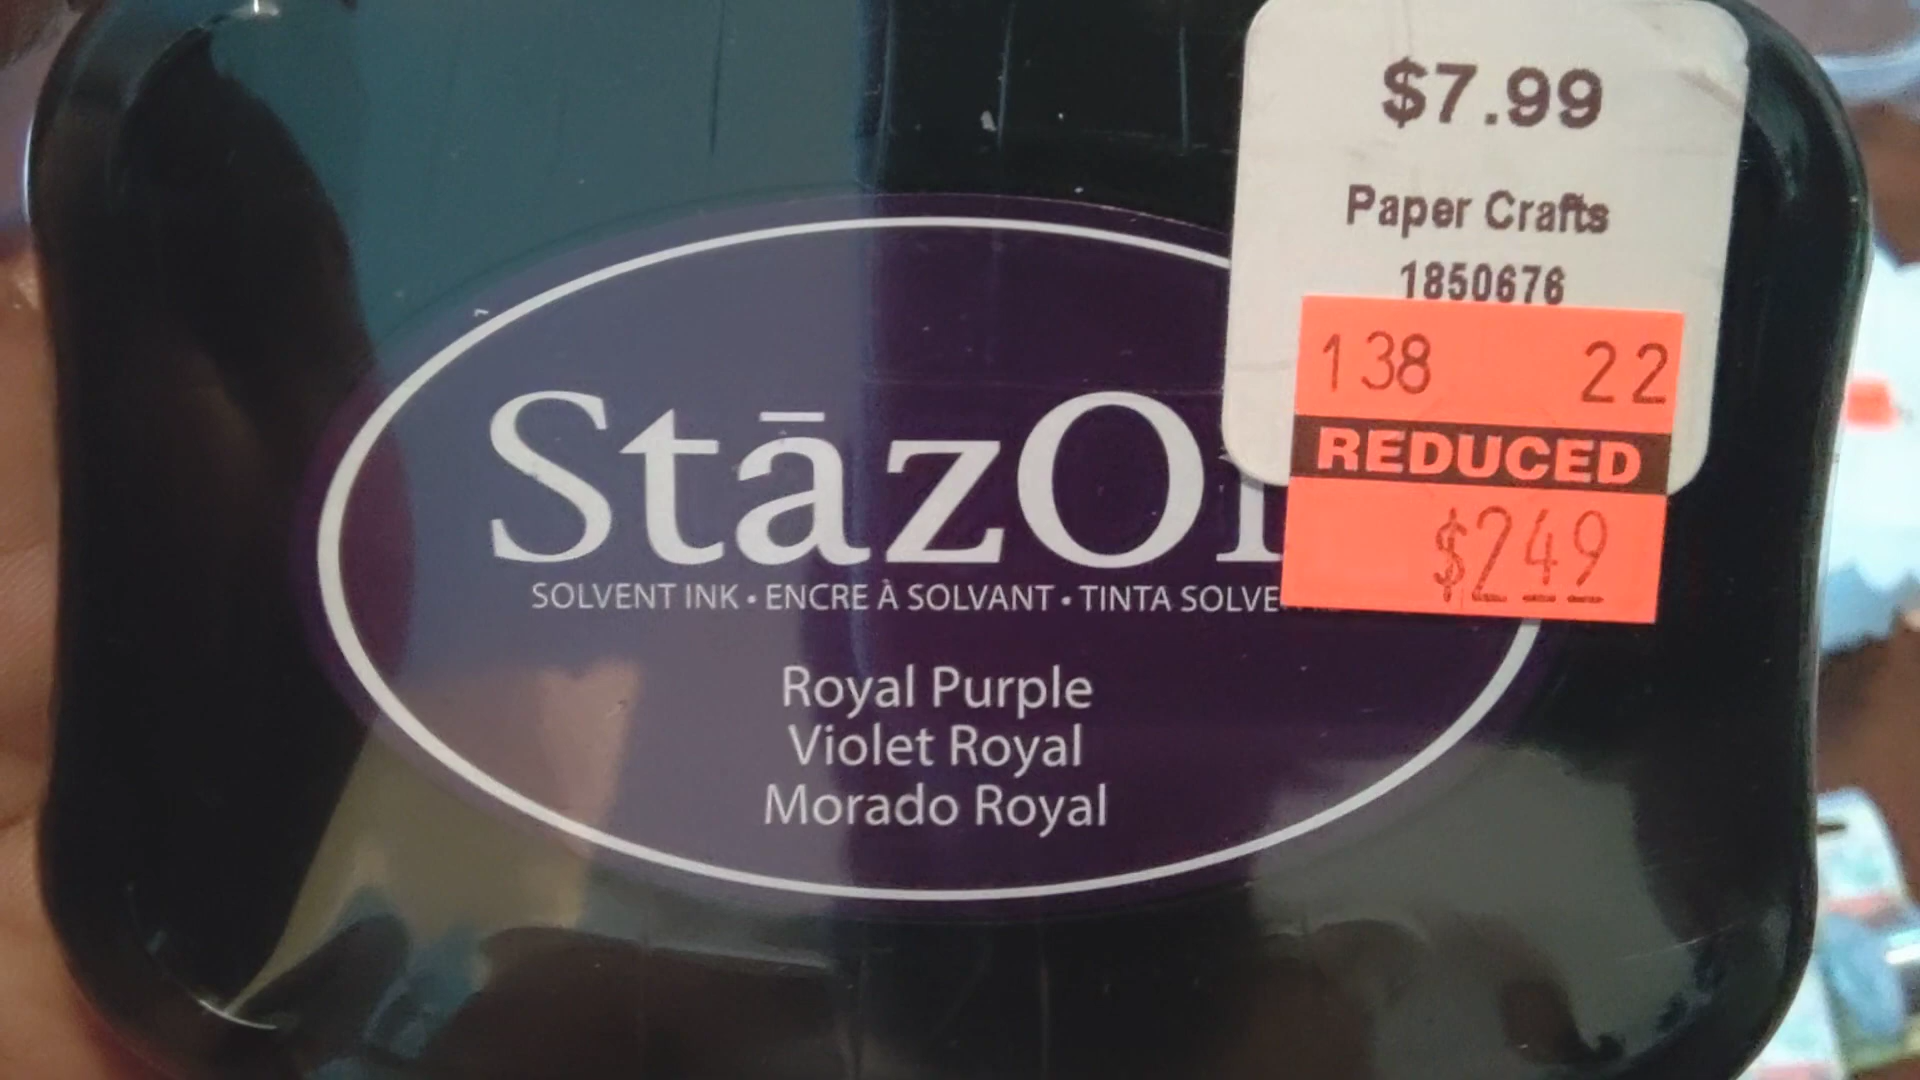 $7.99
Paper Crafts
1850676
138 22
REDUCED
$249
StāzOn
SOLVENT INK • ENCRE À SOLVANT • TINTA
Royal Purple
Violet Royal
Morado Royal